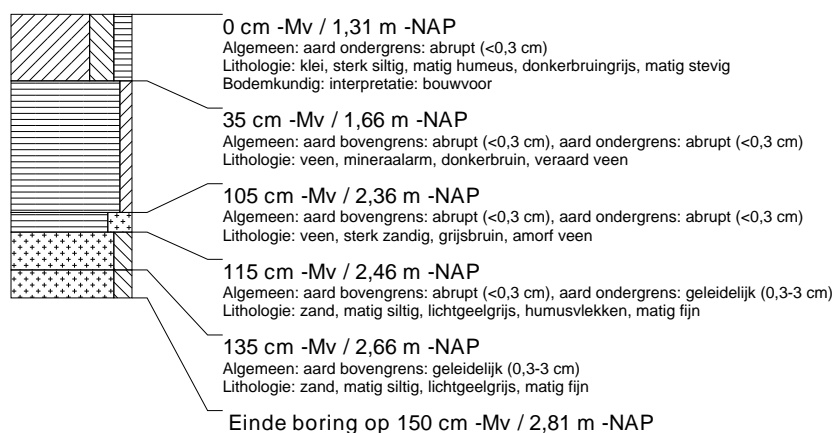 0 cm -Mv / 1,31 m -NAP
Algemeen: aard ondergrens: abrupt (<0,3 cm)
Lithologie: klei, sterk siltig, matig humeus, donkerbruingrijs, matig stevig
Bodemkundig: interpretatie: bouwvoor
35 cm -Mv / 1,66 m -NAP
Algemeen: aard bovengrens: abrupt (<0,3 cm), aard ondergrens: abrupt (<0,3 cm)
Lithologie: veen, mineraalarm, donkerbruin, veraard veen
105 cm -Mv / 2,36 m -NAP
Algemeen: aard bovengrens: abrupt (<0,3 cm), aard ondergrens: abrupt (<0,3 cm)
Lithologie: veen, sterk zandig, grijsbruin, amorf veen
115 cm -Mv / 2,46 m -NAP
Algemeen: aard bovengrens: abrupt (<0,3 cm), aard ondergrens: geleidelijk (0,3-3 cm)
Lithologie: zand, matig siltig, lichtgeelgrijs, humusvlekken, matig fijn
135 cm -Mv / 2,66 m -NAP
Algemeen: aard bovengrens: geleidelijk (0,3-3 cm)
Lithologie: zand, matig siltig, lichtgeelgrijs, matig fijn
Einde boring op 150 cm -Mv / 2,81 m -NAP